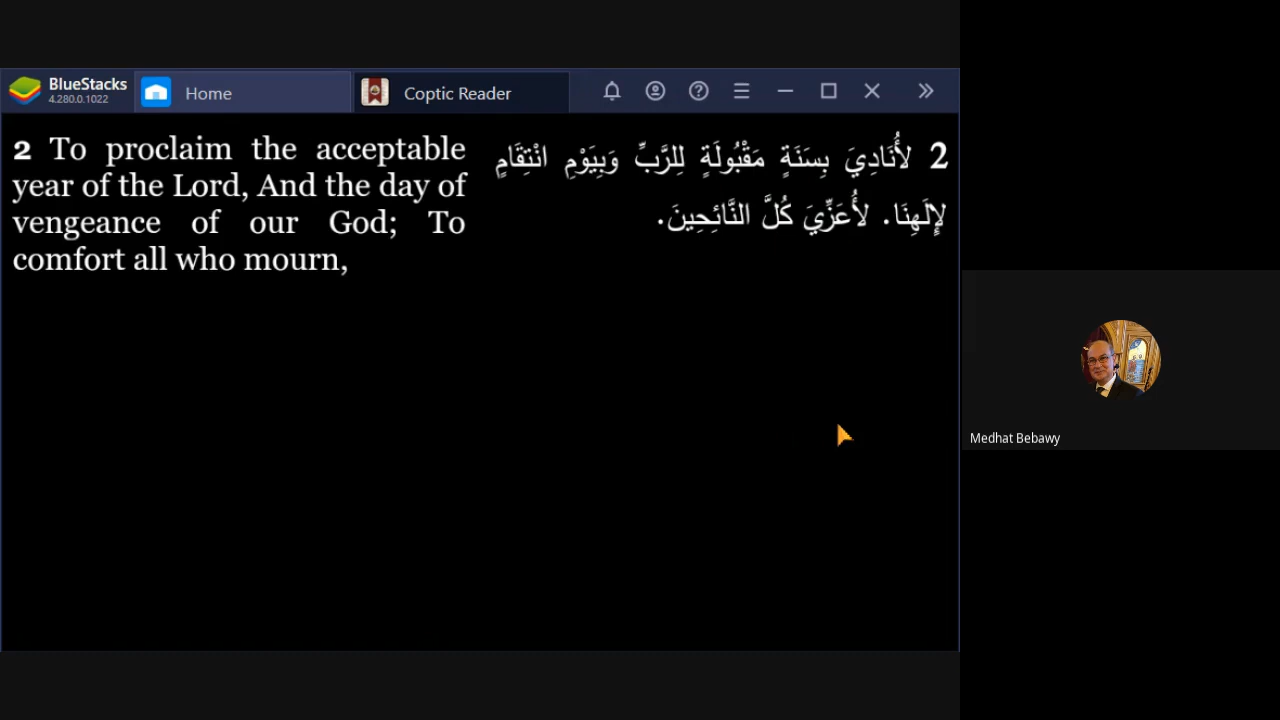 BlueStacks
4.280.0.1022
Home
Coptic Reader
2 To proclaim the acceptable
year of the Lord, And the day of
vengeance of our God; To
comfort all who mourn,
2 لأُنَادِيَ بِسَنَةٍ مَقْبُولَةٍ لِلرَّبِّ وَبِيَوْمِ انْتِقَامٍ
لإِلَهِنَا. لأُعَزِّيَ كُلَّ النَّائِحِينَ.
Medhat Bebawy